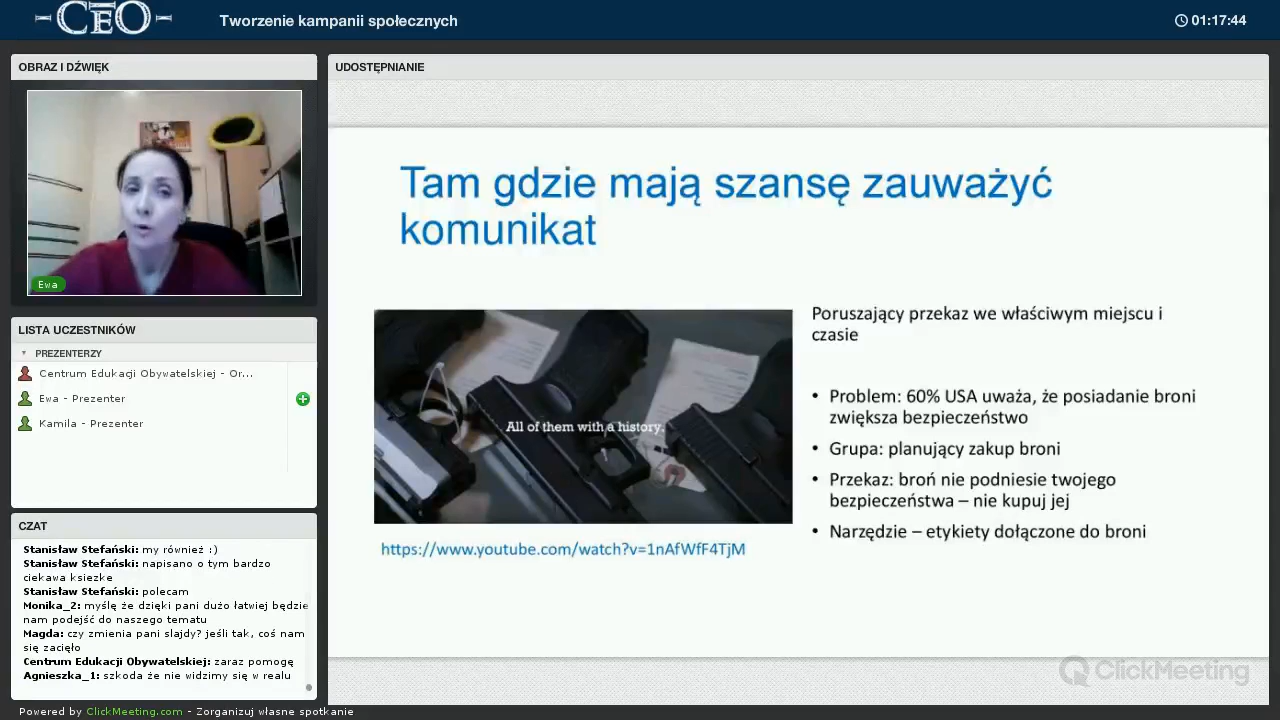 CEO
Tworzenie kampanii społecznych
01:17:44
OBRAZ I DŹWIĘK
Ewa
LISTA UCZESTNIKÓW
PREZENTERZY
Centrum Edukacji Obywatelskiej - Or...
Ewa - Prezenter
Kamila - Prezenter
CZAT
Stanisław Stefański: my również :)
Stanisław Stefański: napisano o tym bardzo
ciekawa ksiezke
Stanisław Stefański: polecam
Monika_2: myślę że dzięki pani dużo łatwiej będzie
nam podejść do naszego tematu
Magda: czy zmienia pani slajdy? jeśli tak, coś nam
się zacięło
Centrum Edukacji Obywatelskiej: zaraz pomogę
Agnieszka_1: szkoda że nie widzimy się w realu
UDOSTĘPNIANIE
Tam gdzie mają szansę zauważyć
komunikat
All of them with a history.
https://www.youtube.com/watch?v=1nAfWfF4TjM
Poruszający przekaz we właściwym miejscu i
czasie
• Problem: 60% USA uważa, że posiadanie broni
zwiększa bezpieczeństwo
• Grupa: planujący zakup broni
• Przekaz: broń nie podniesie twojego
bezpieczeństwa – nie kupuj jej
• Narzędzie – etykiety dołączone do broni
ClickMeeting
Powered by ClickMeeting.com - Zorganizuj własne spotkanie